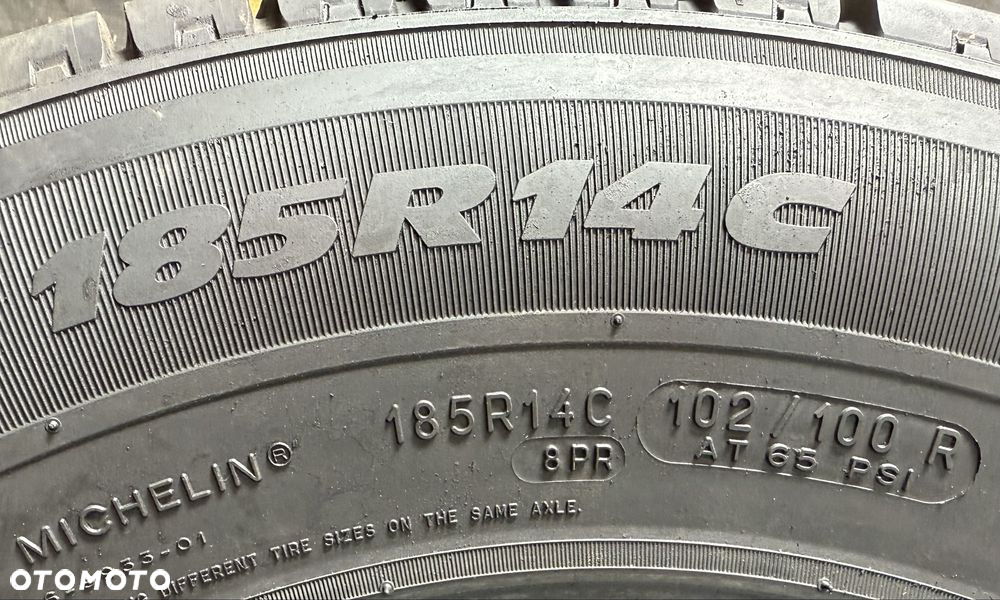 185R14C
185R14C
8PR
102/100 R
AT 65 PSI
MICHELIN®
DIFFERENT TIRE SIZES ON THE SAME AXLE.
OTOMOTO